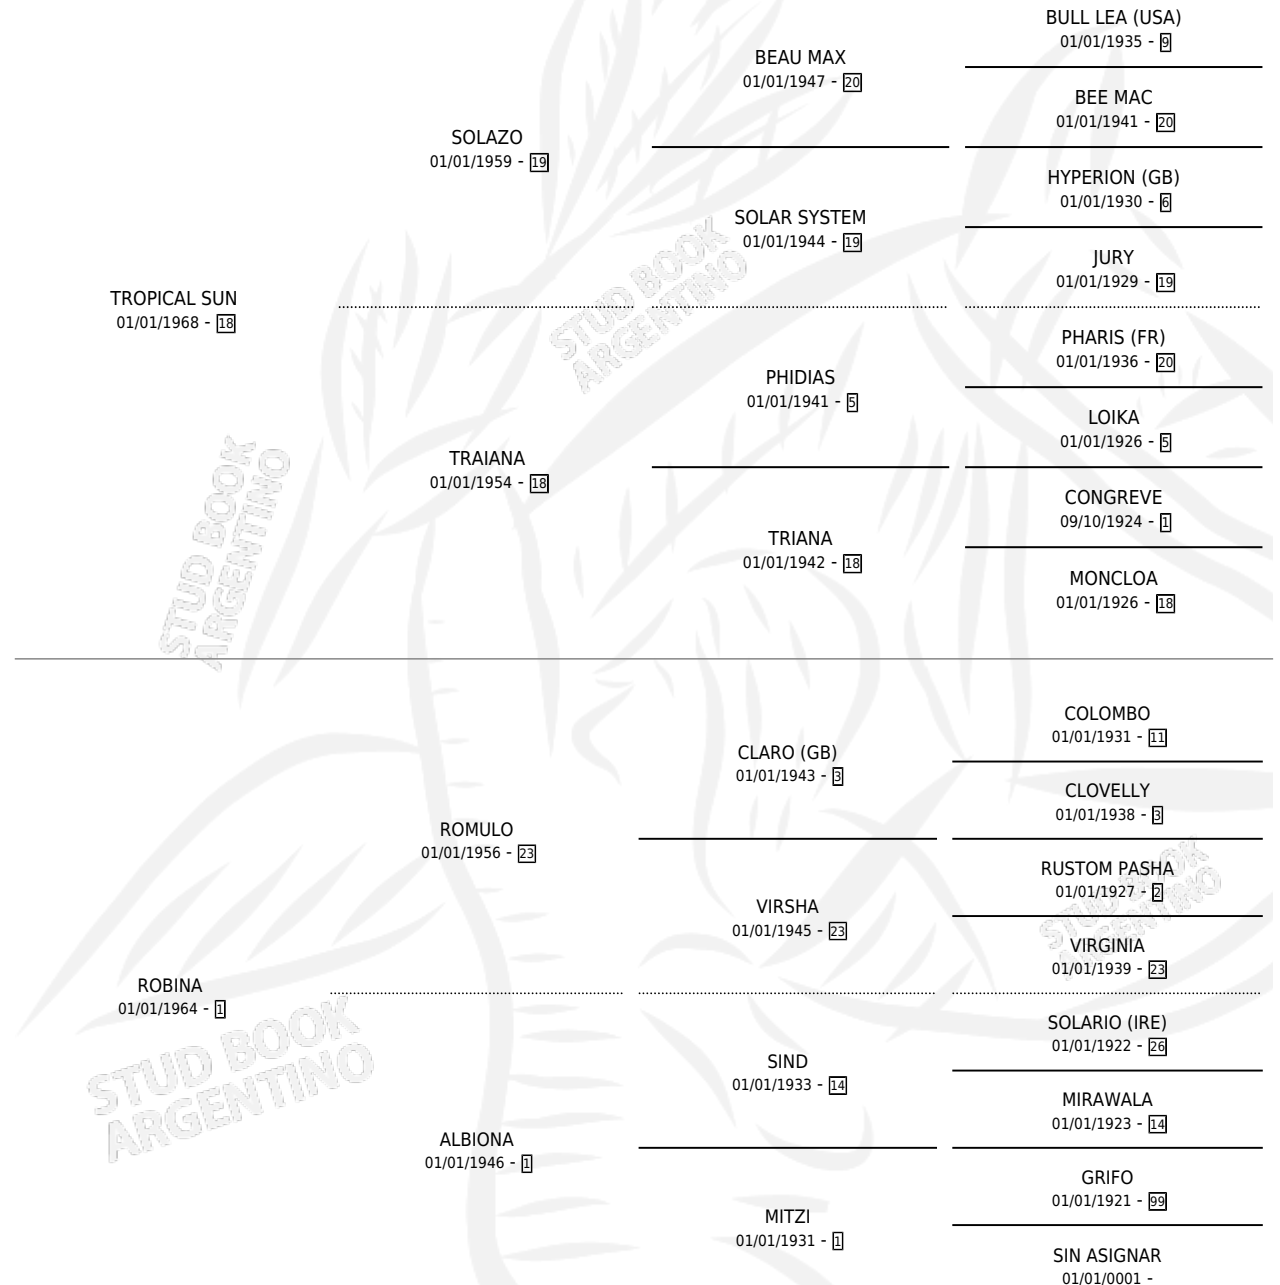 BULL LEA (USA)
01/01/1935 - 9
BEAU MAX
01/01/1947 - 20
BEE MAC
01/01/1941 - 20
SOLAZO
01/01/1959 - 19
HYPERION (GB)
01/01/1930 - 6
SOLAR SYSTEM
01/01/1944 - 19
JURY
01/01/1929 - 19
TROPICAL SUN
01/01/1968 - 18
STUD BOOK
ARGENTINO
PHARIS (FR)
01/01/1936 - 20
PHIDIAS
01/01/1941 - 5
LOIKA
01/01/1926 - 5
TRAIANA
01/01/1954 - 18
CONGREVE
09/10/1924 - 1
TRIANA
01/01/1942 - 18
MONCLOA
01/01/1926 - 18
STUD BOOK
ARGENTINO
COLOMBO
01/01/1931 - 11
CLARO (GB)
01/01/1943 - 3
CLOVELLY
01/01/1938 - 3
ROMULO
01/01/1956 - 23
RUSTOM PASHA
01/01/1927 - 2
VIRSHA
01/01/1945 - 23
VIRGINIA
01/01/1939 - 23
STUD BOOK
ARGENTINO
ROBINA
01/01/1964 - 1
SOLARIO (IRE)
01/01/1922 - 26
SIND
01/01/1933 - 14
MIRAWALA
01/01/1923 - 14
STUD BOOK
ARGENTINO
ALBIONA
01/01/1946 - 1
GRIFO
01/01/1921 - 99
MITZI
01/01/1931 - 1
SIN ASIGNAR
01/01/0001 -